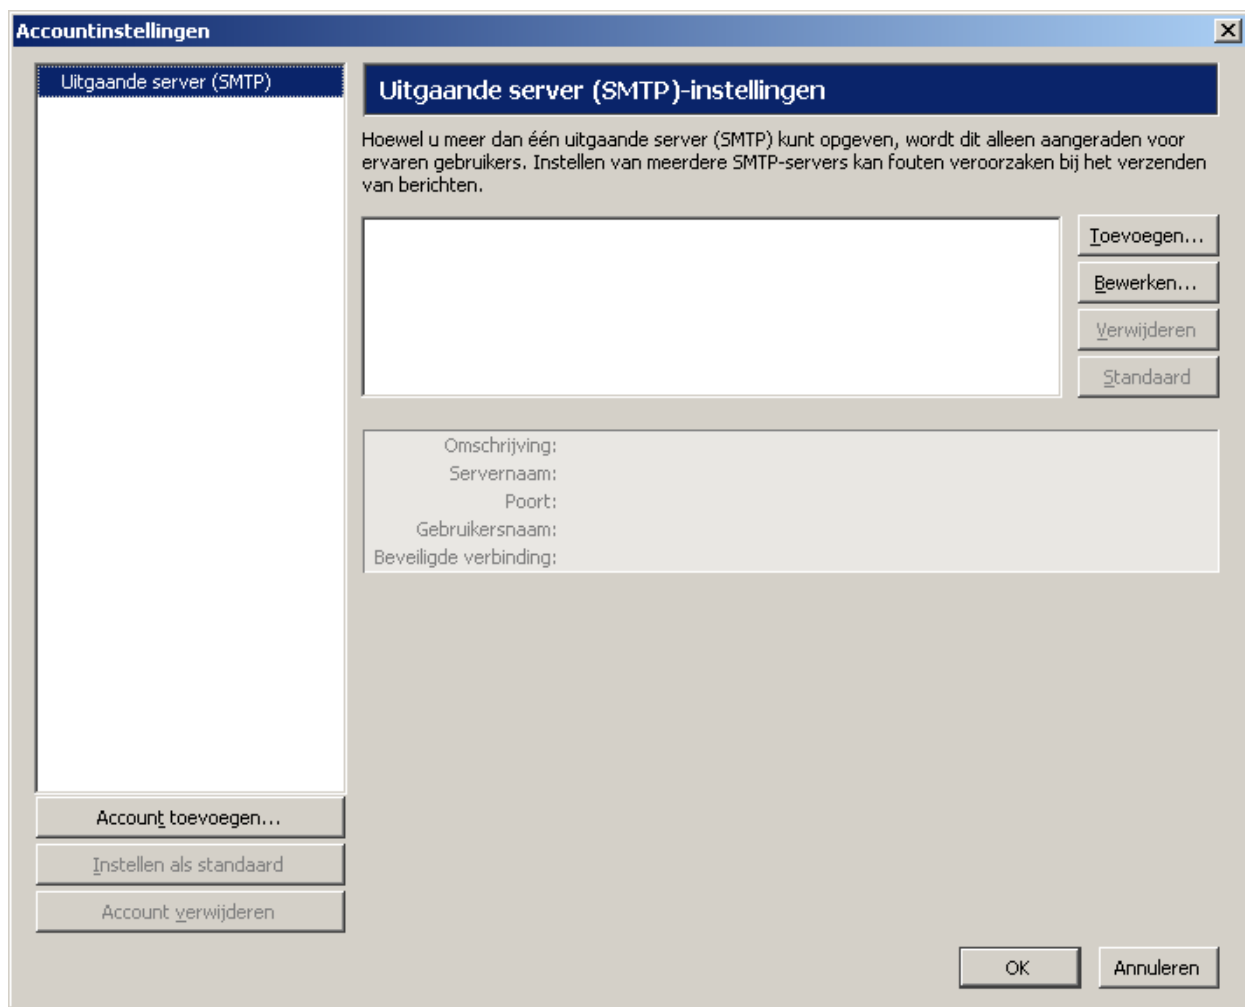 Accountinstellingen
Uitgaande server (SMTP)
Uitgaande server (SMTP)-instellingen
Hoewel u meer dan één uitgaande server (SMTP) kunt opgeven, wordt dit alleen aangeraden voor
ervaren gebruikers. Instellen van meerdere SMTP-servers kan fouten veroorzaken bij het verzenden
van berichten.
Toevoegen...
Bewerken...
Verwijderen
Standaard
Omschrijving:
Servernaam:
Poort:
Gebruikersnaam:
Beveiligde verbinding:
Account toevoegen...
Instellen als standaard
Account verwijderen
OK
Annuleren